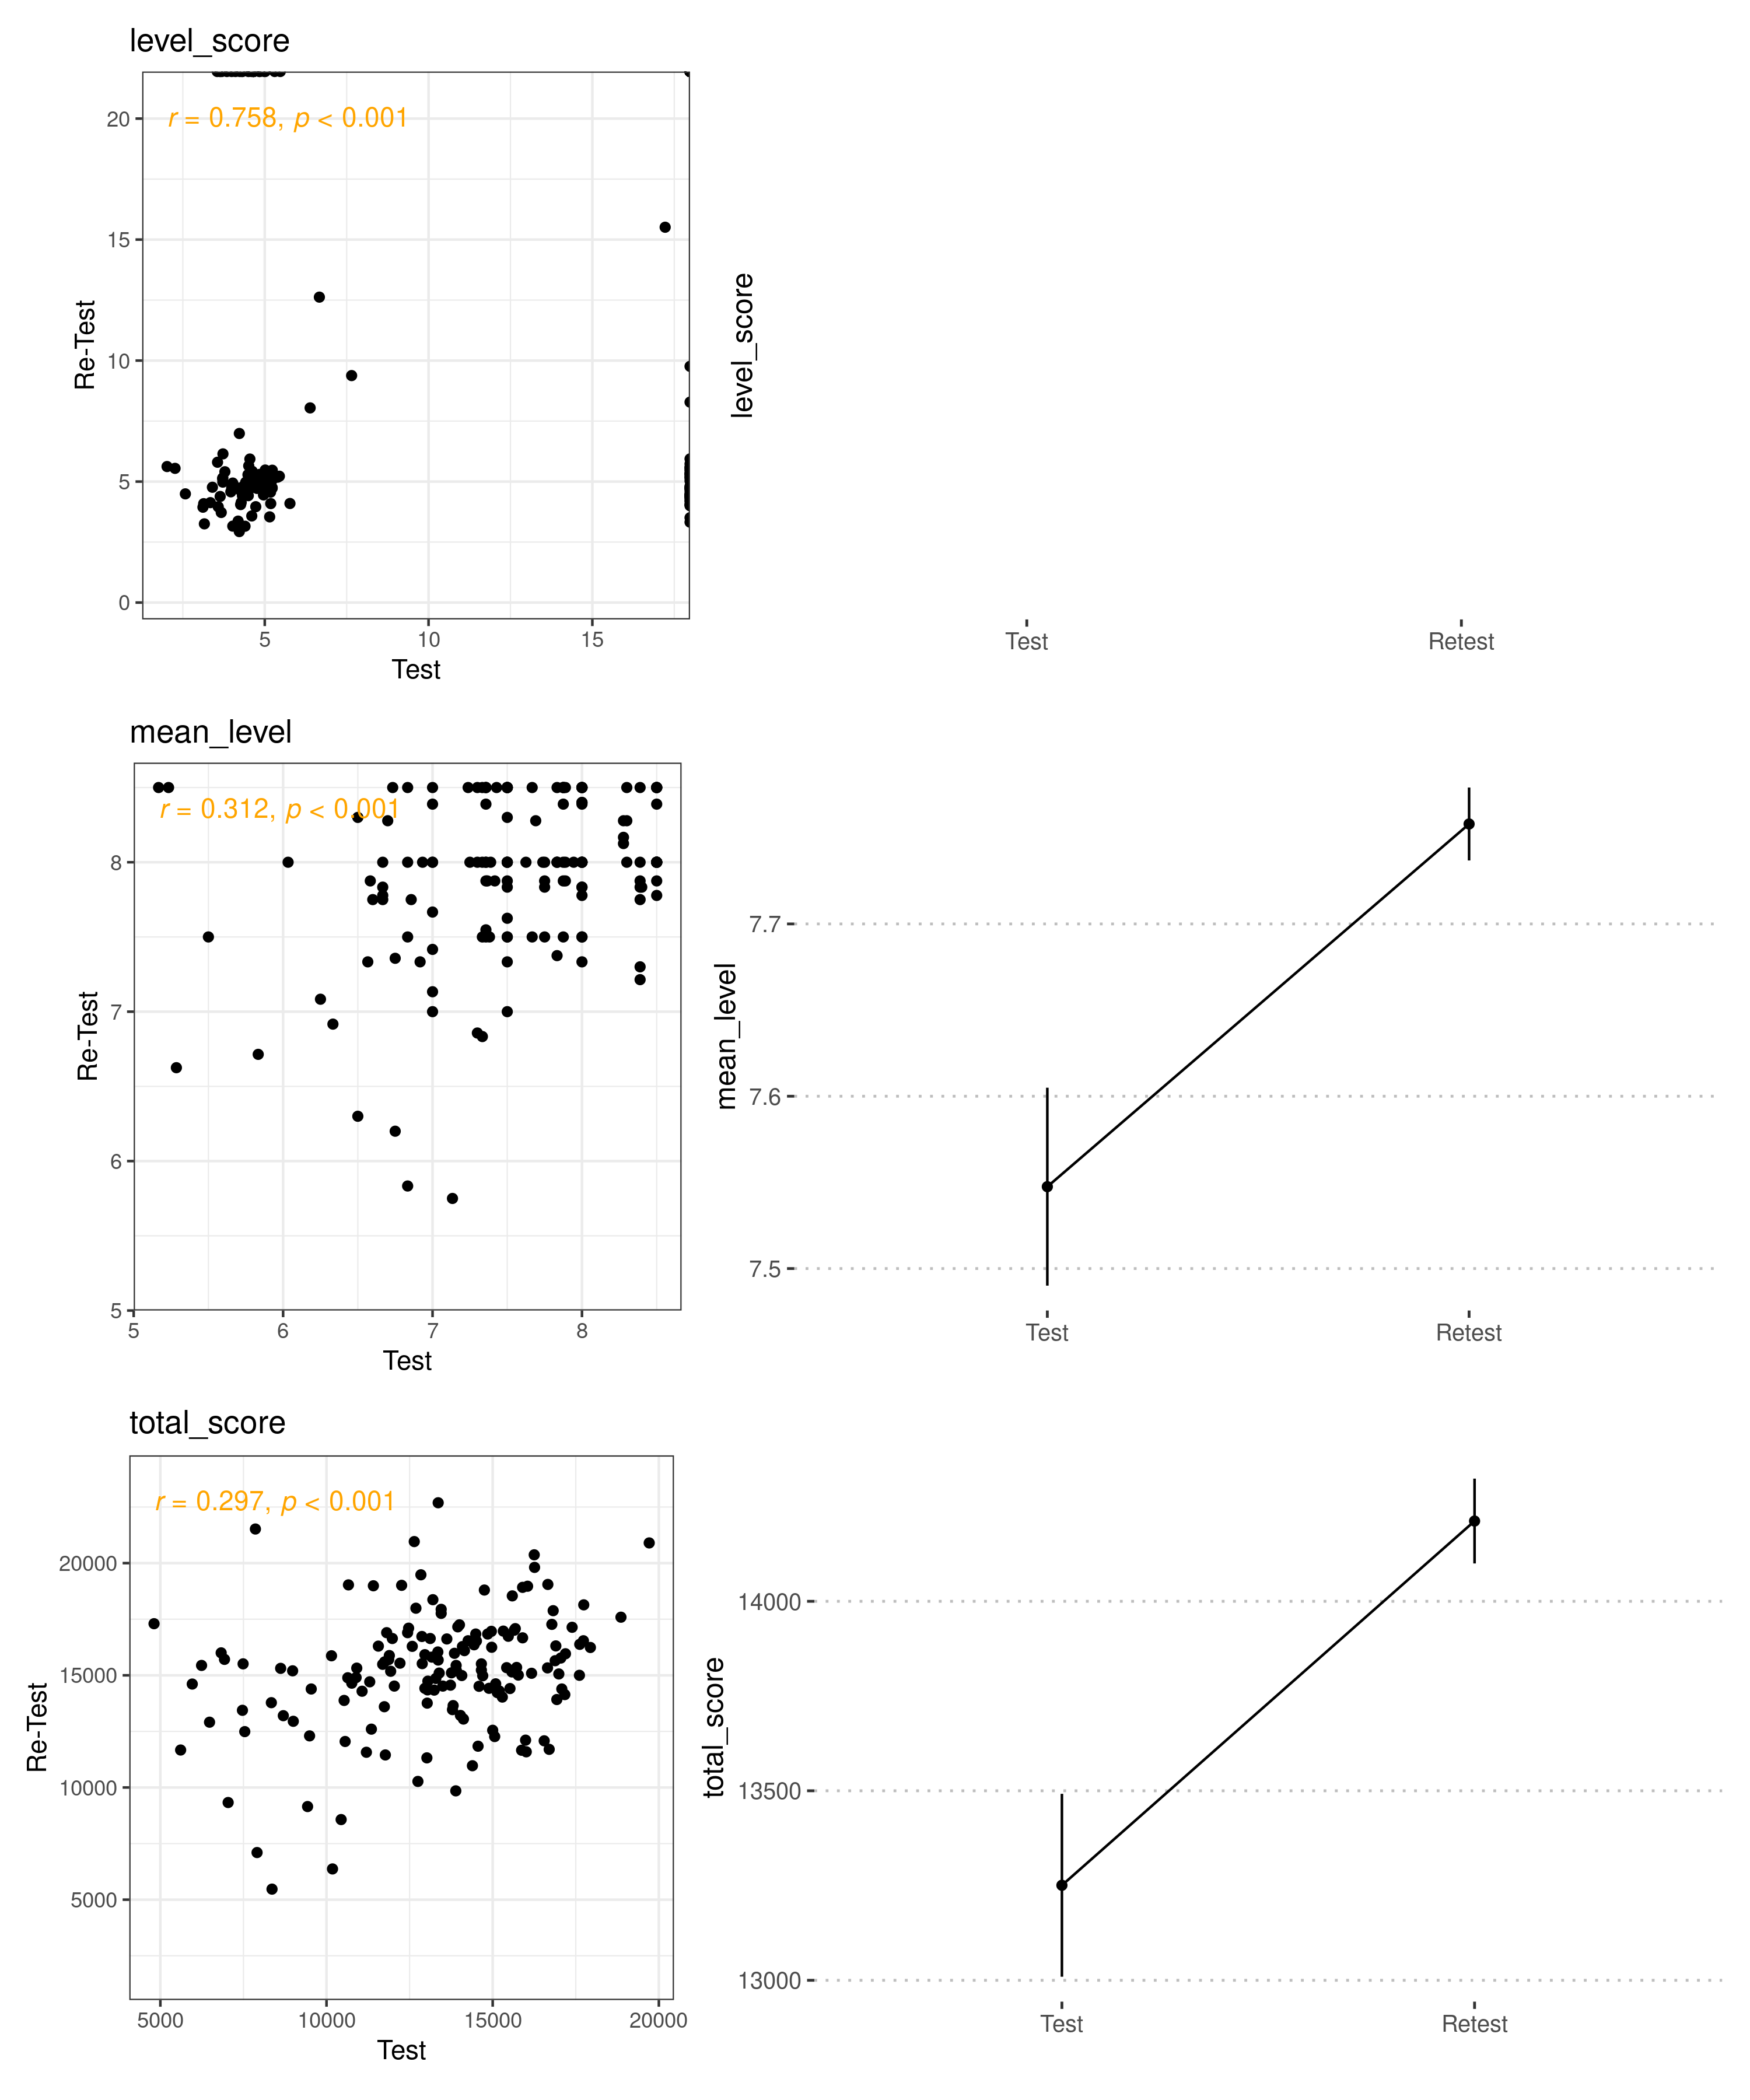 level_score
r = 0.758, p < 0.001
20
15
10
5
0
Re-Test
5 10 15
Test
level_score
Test Retest
mean_level
r = 0.312, p < 0.001
8
7
6
5
Re-Test
5 6 7 8
Test
mean_level
7.7
7.6
7.5
Test Retest
total_score
r = 0.297, p < 0.001
20000
15000
10000
5000
Re-Test
5000 10000 15000 20000
Test
total_score
14000
13500
13000
Test Retest